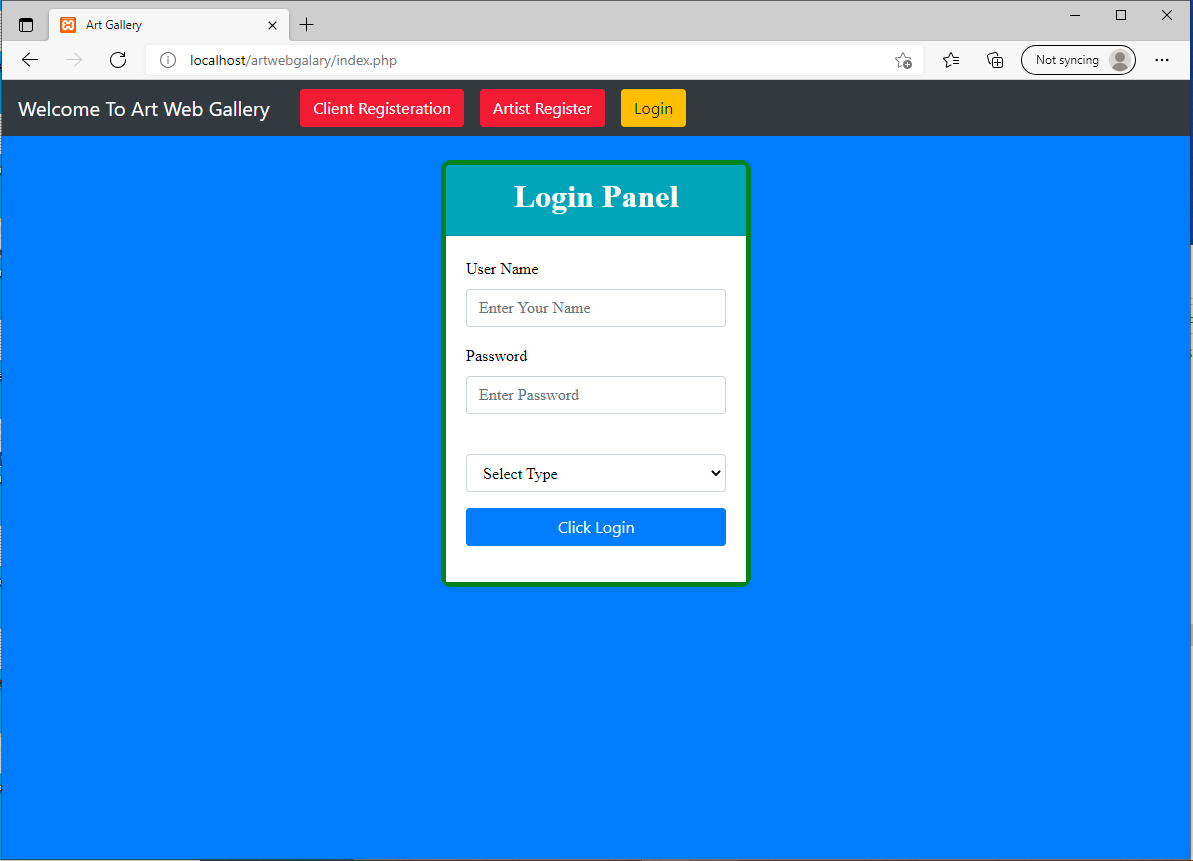 Art Gallery
localhost/artwebgalary/index.php
Not syncing
Welcome To Art Web Gallery Client Registeration Artist Register Login
Login Panel
User Name
Enter Your Name
Password
Enter Password
Select Type
Click Login